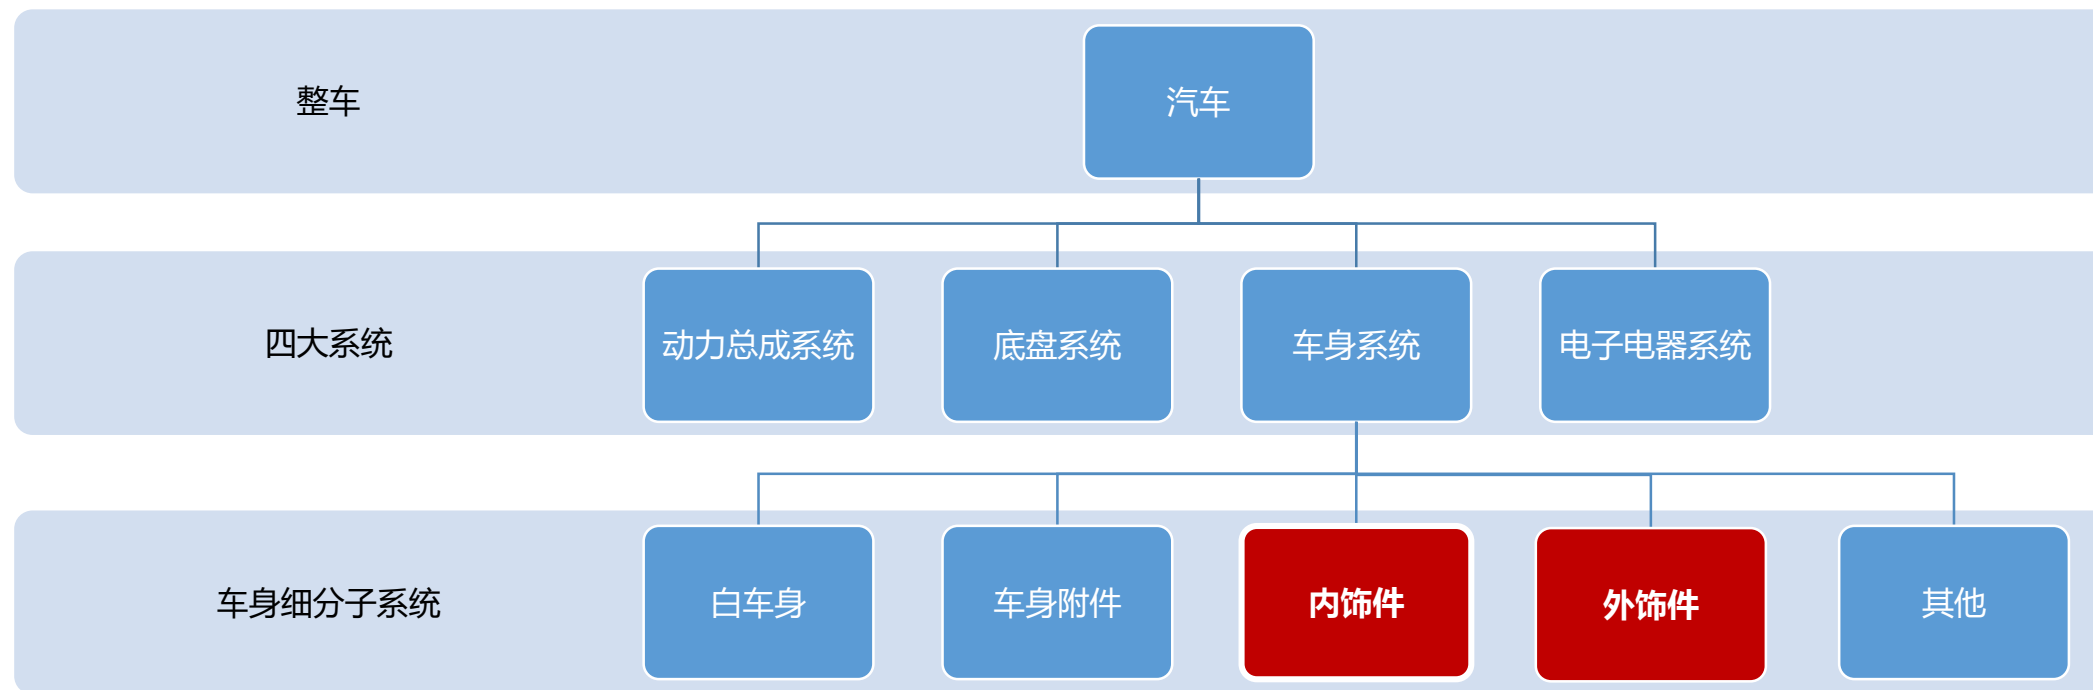 整车
汽车
四大系统
动力总成系统
底盘系统
车身系统
电子电器系统
车身细分子系统
白车身
车身附件
内饰件
外饰件
其他